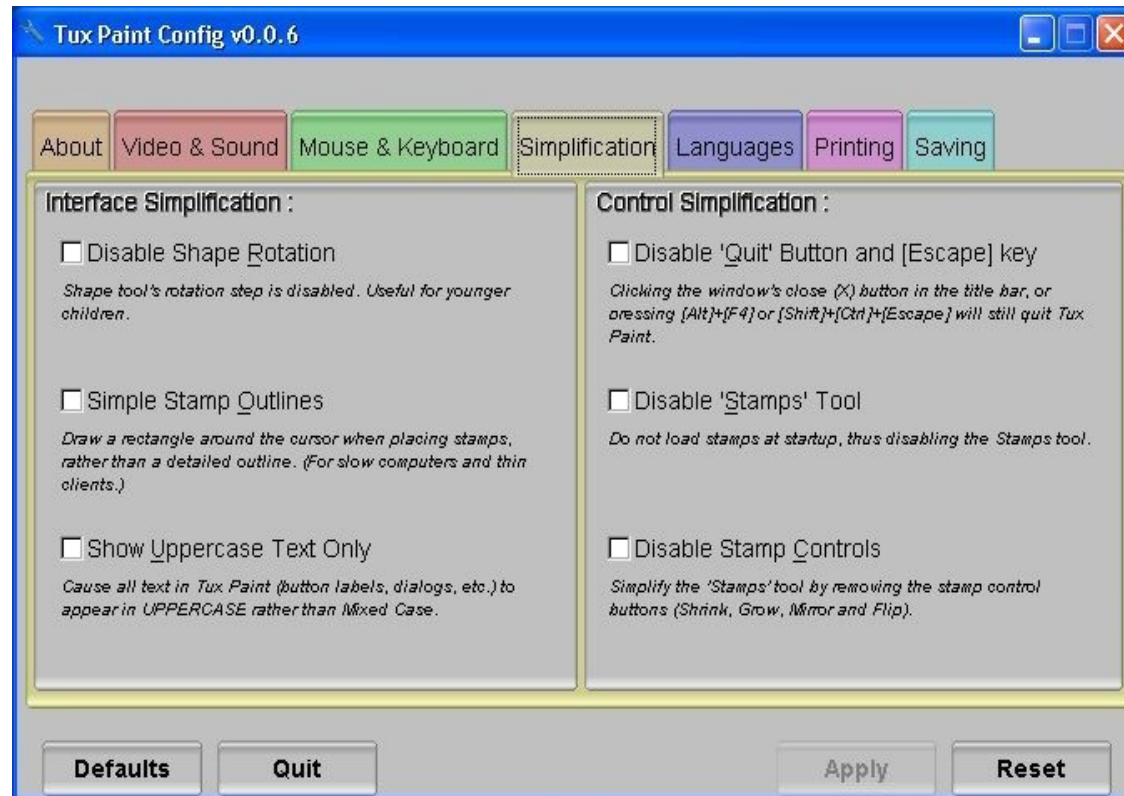 Tux Paint Config v0.0.6
About Video & Sound Mouse & Keyboard Simplification Languages Printing Saving
Interface Simplification :
Disable Shape Rotation
Shape tool's rotation step is disabled. Useful for younger
children.
Simple Stamp Outlines
Draw a rectangle around the cursor when placing stamps,
rather than a detailed outline. (For slow computers and thin
clients.)
Show Uppercase Text Only
Cause all text in Tux Paint (button labels, dialogs, etc.) to
appear in UPPERCASE rather than Mixed Case.
Control Simplification :
Disable 'Quit' Button and [Escape] key
Clicking the window's close (X) button in the title bar, or
pressing [Alt]+[F4] or [Shift]+[Ctrl]+[Escape] will still quit Tux
Paint.
Disable 'Stamps' Tool
Do not load stamps at startup, thus disabling the Stamps tool.
Disable Stamp Controls
Simplify the 'Stamps' tool by removing the stamp control
buttons (Shrink, Grow, Mirror and Flip).
Defaults Quit Apply Reset